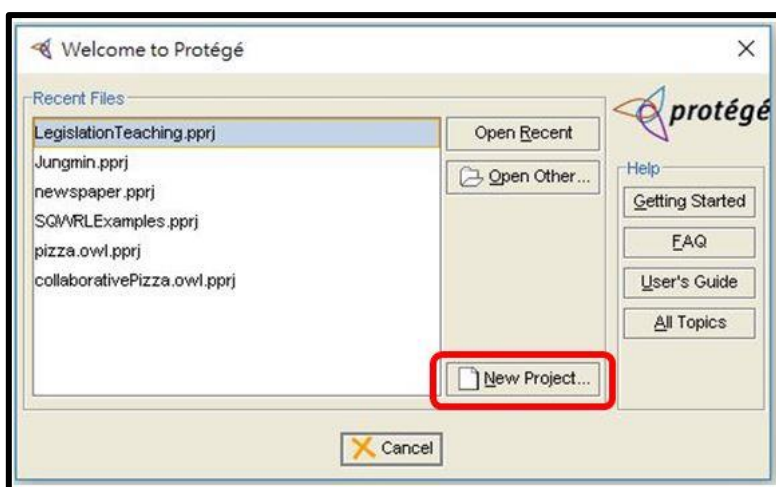 Welcome to Protégé
Recent Files
LegislationTeaching.pprj
Jungmin.pprj
newspaper.pprj
SQWRLExamples.pprj
pizza.owl.pprj
collaborativePizza.owl.pprj
Open Recent
Open Other...
New Project...
protégé
Help
Getting Started
FAQ
User's Guide
All Topics
Cancel